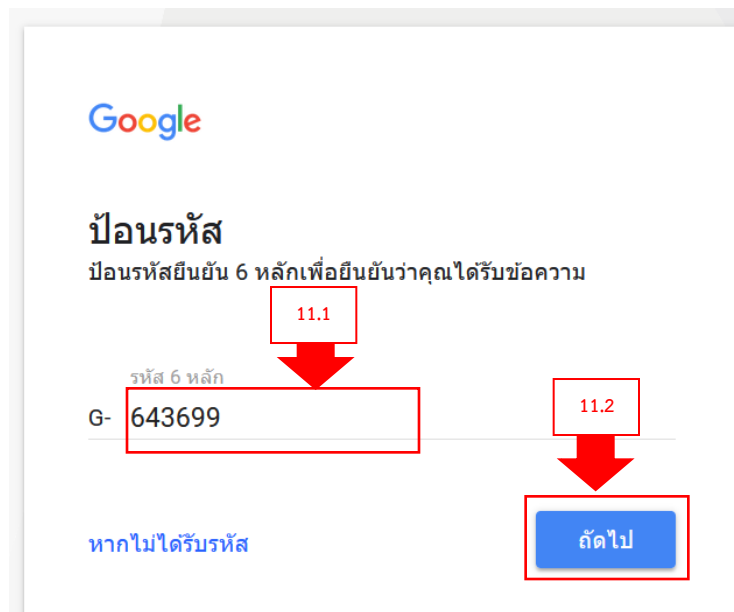 Google
ป้อนรหัส
ป้อนรหัสยืนยัน 6 หลักเพื่อยืนยันว่าคุณได้รับข้อความ
11.1
รหัส 6 หลัก
G- 643699
11.2
หากไม่ได้รับรหัส
ถัดไป